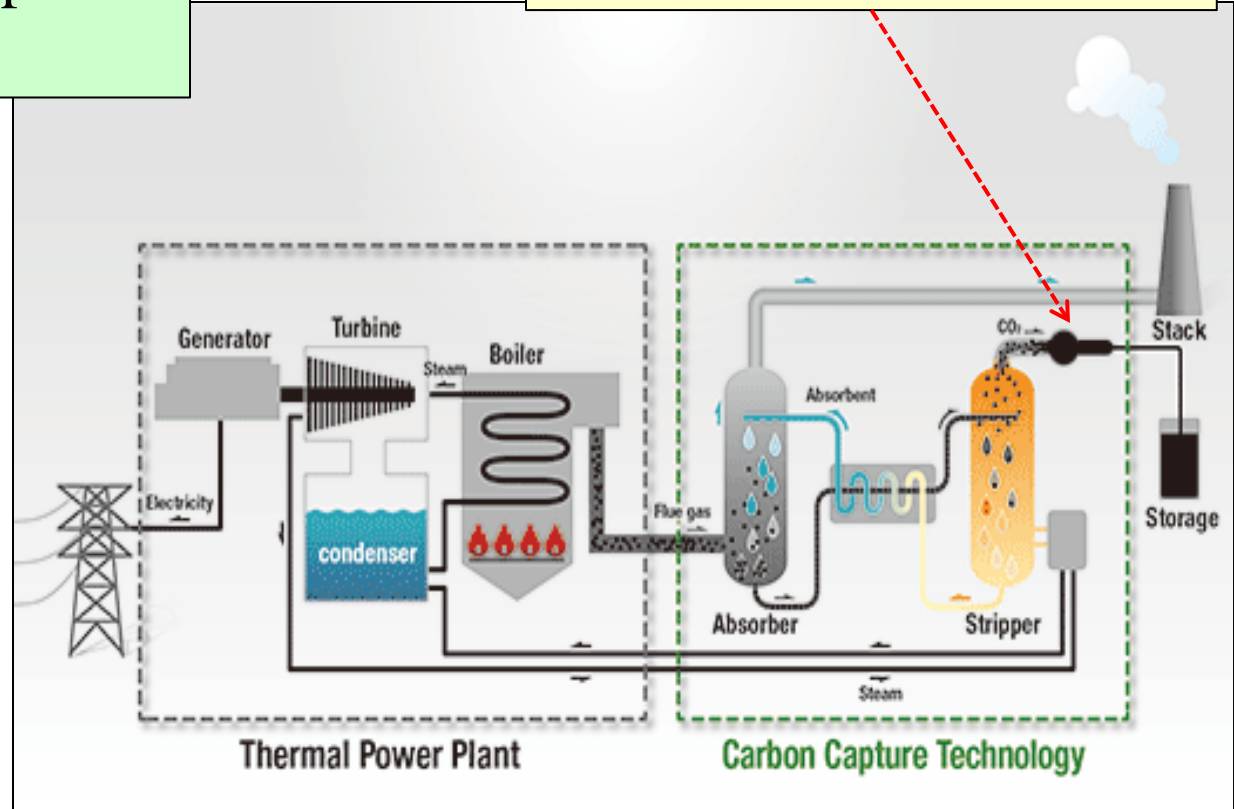 p
CO₂
Stack
Turbine
Generator
Boiler
Steam
Absorbent
Electricity
Flue gas
Storage
condenser
Absorber
Stripper
Steam
Thermal Power Plant
Carbon Capture Technology